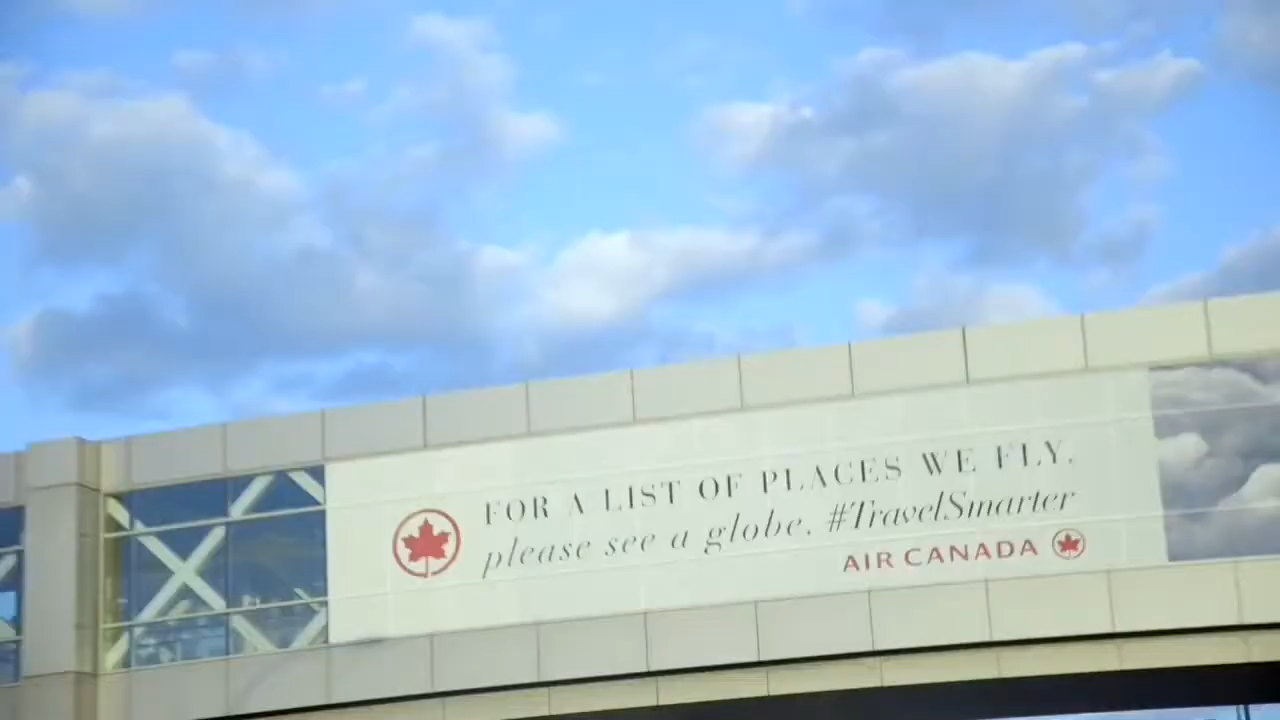 FOR A LIST OF PLACES WE FLY,
please see a globe. #TravelSmarter
AIR CANADA